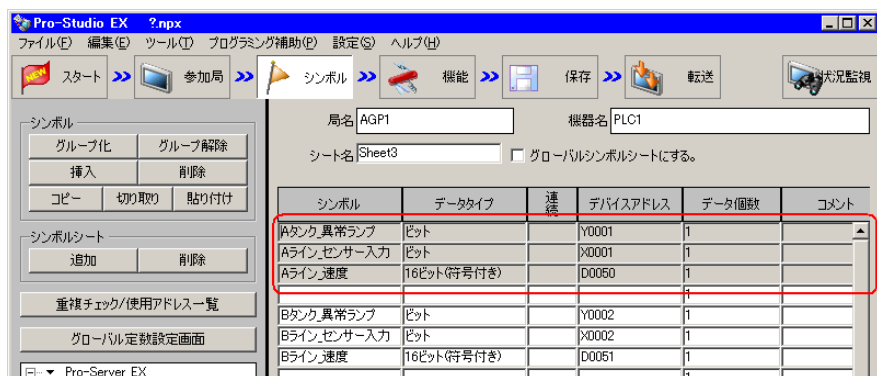 Pro-Studio EX ?.npx
ファイル(F) 編集(E) ツール(T) プログラミング補助(P) 設定(S) ヘルプ(H)
NEW スタート 参加局 シンボル 機能 保存 転送 状況監視
シンボル
グループ化 グループ解除
挿入 削除
コピー 切り取り 貼り付け
シンボルシート
追加 削除
重複チェック/使用アドレス一覧
グローバル定数設定画面
Pro-Server EX
局名 AGP1 機器名 PLC1
シート名 Sheet3 グローバルシンボルシートにする。
シンボル データタイプ 連続 デバイスアドレス データ個数 コメント
Aタンク_異常ランプ ビット Y0001 1
Aライン_センサー入力 ビット X0001 1
Aライン_速度 16ビット(符号付き) D0050 1
1
Bタンク_異常ランプ ビット Y0002 1
Bライン_センサー入力 ビット X0002 1
Bライン_速度 16ビット(符号付き) D0051 1